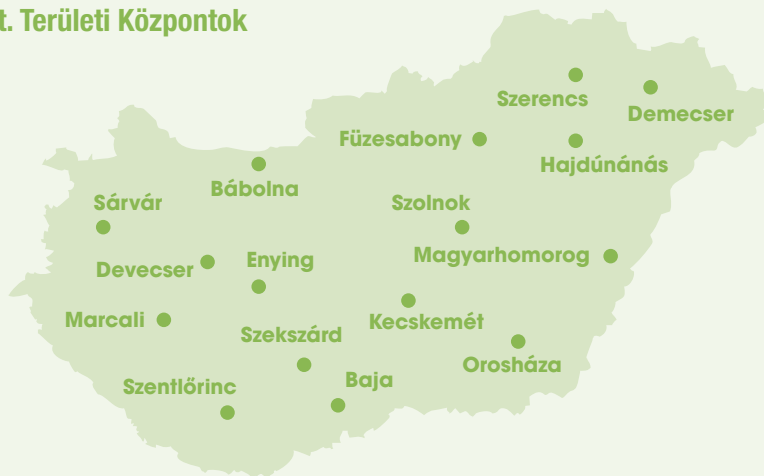 t. Területi Központok
Szerencs
Demecser
Füzesabony
Hajdúnánás
Bábolna
Sárvár
Szolnok
Magyarhomorog
Enying
Devecser
Marcali
Kecskemét
Szekszárd
Orosháza
Baja
Szentlőrinc